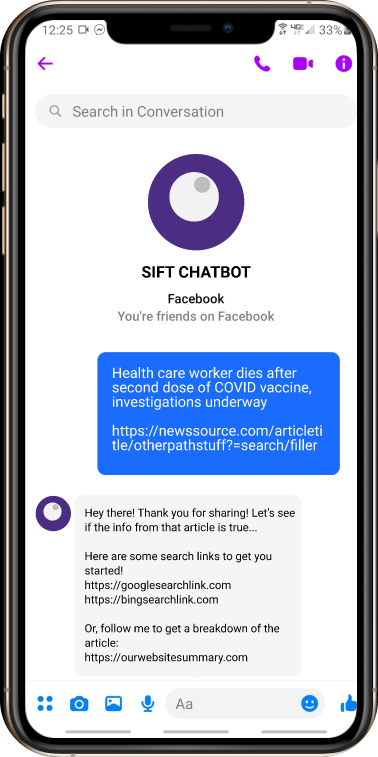 12:25
4G
33%
Search in Conversation
SIFT CHATBOT
Facebook
You're friends on Facebook
Health care worker dies after
second dose of COVID vaccine,
investigations underway
https://newssource.com/articleti
tle/otherpathstuff?=search/filler
Hey there! Thank you for sharing! Let's see
if the info from that article is true...
Here are some search links to get you
started!
https://googlesearchlink.com
https://bingsearchlink.com
Or, follow me to get a breakdown of the
article:
https://ourwebsitesummary.com
Aa